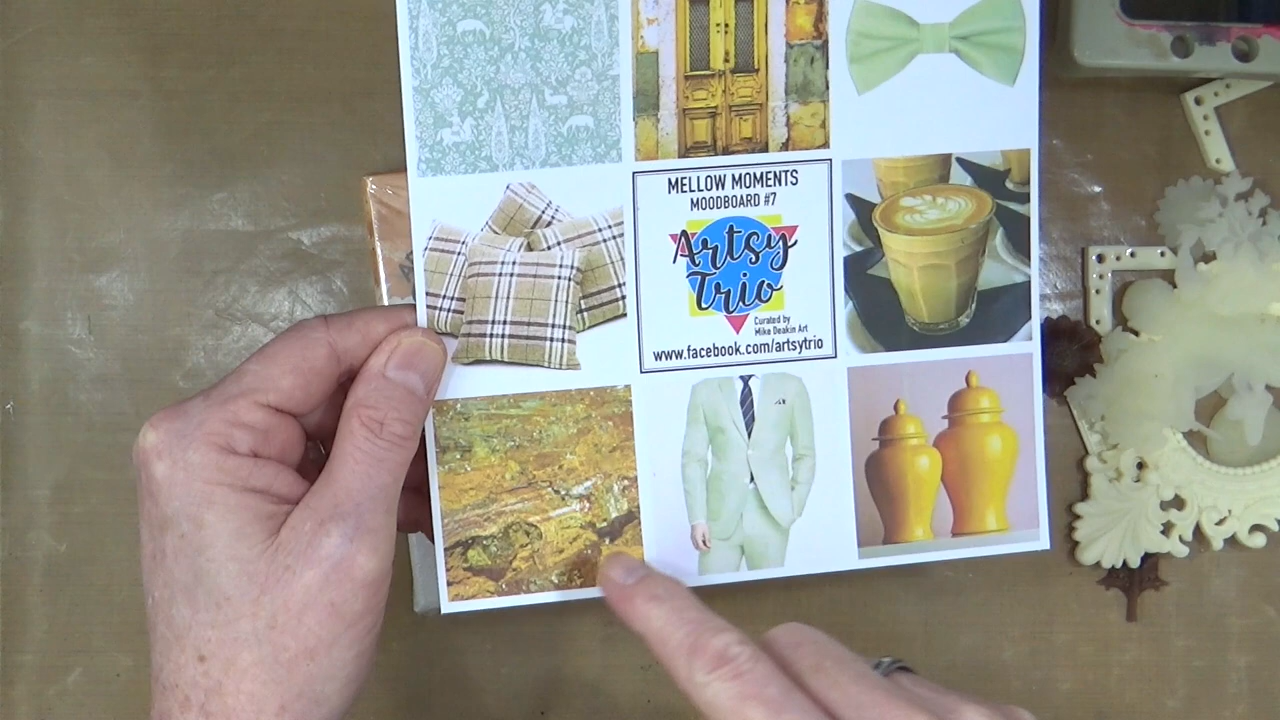 MELLOW MOMENTS
MOODBOARD #7
Artsy
Trio
Curated by
Mike Deakin Art
www.facebook.com/artsytrio